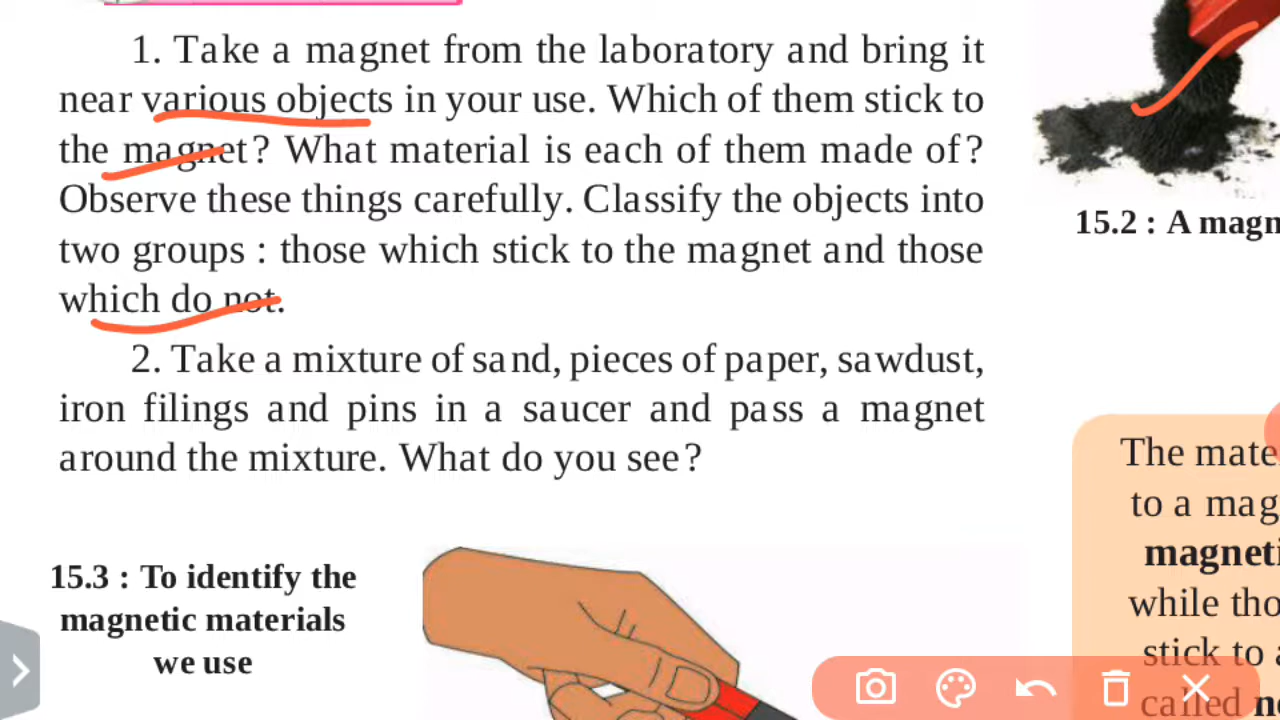 1. Take a magnet from the laboratory and bring it
near various objects in your use. Which of them stick to
the magnet? What material is each of them made of?
Observe these things carefully. Classify the objects into
two groups : those which stick to the magnet and those
which do not.
2. Take a mixture of sand, pieces of paper, sawdust,
iron filings and pins in a saucer and pass a magnet
around the mixture. What do you see?
15.3 : To identify the
magnetic materials
we use
15.2 : A magn
The mate
to a mag
magneti
while tho
stick to a
called n